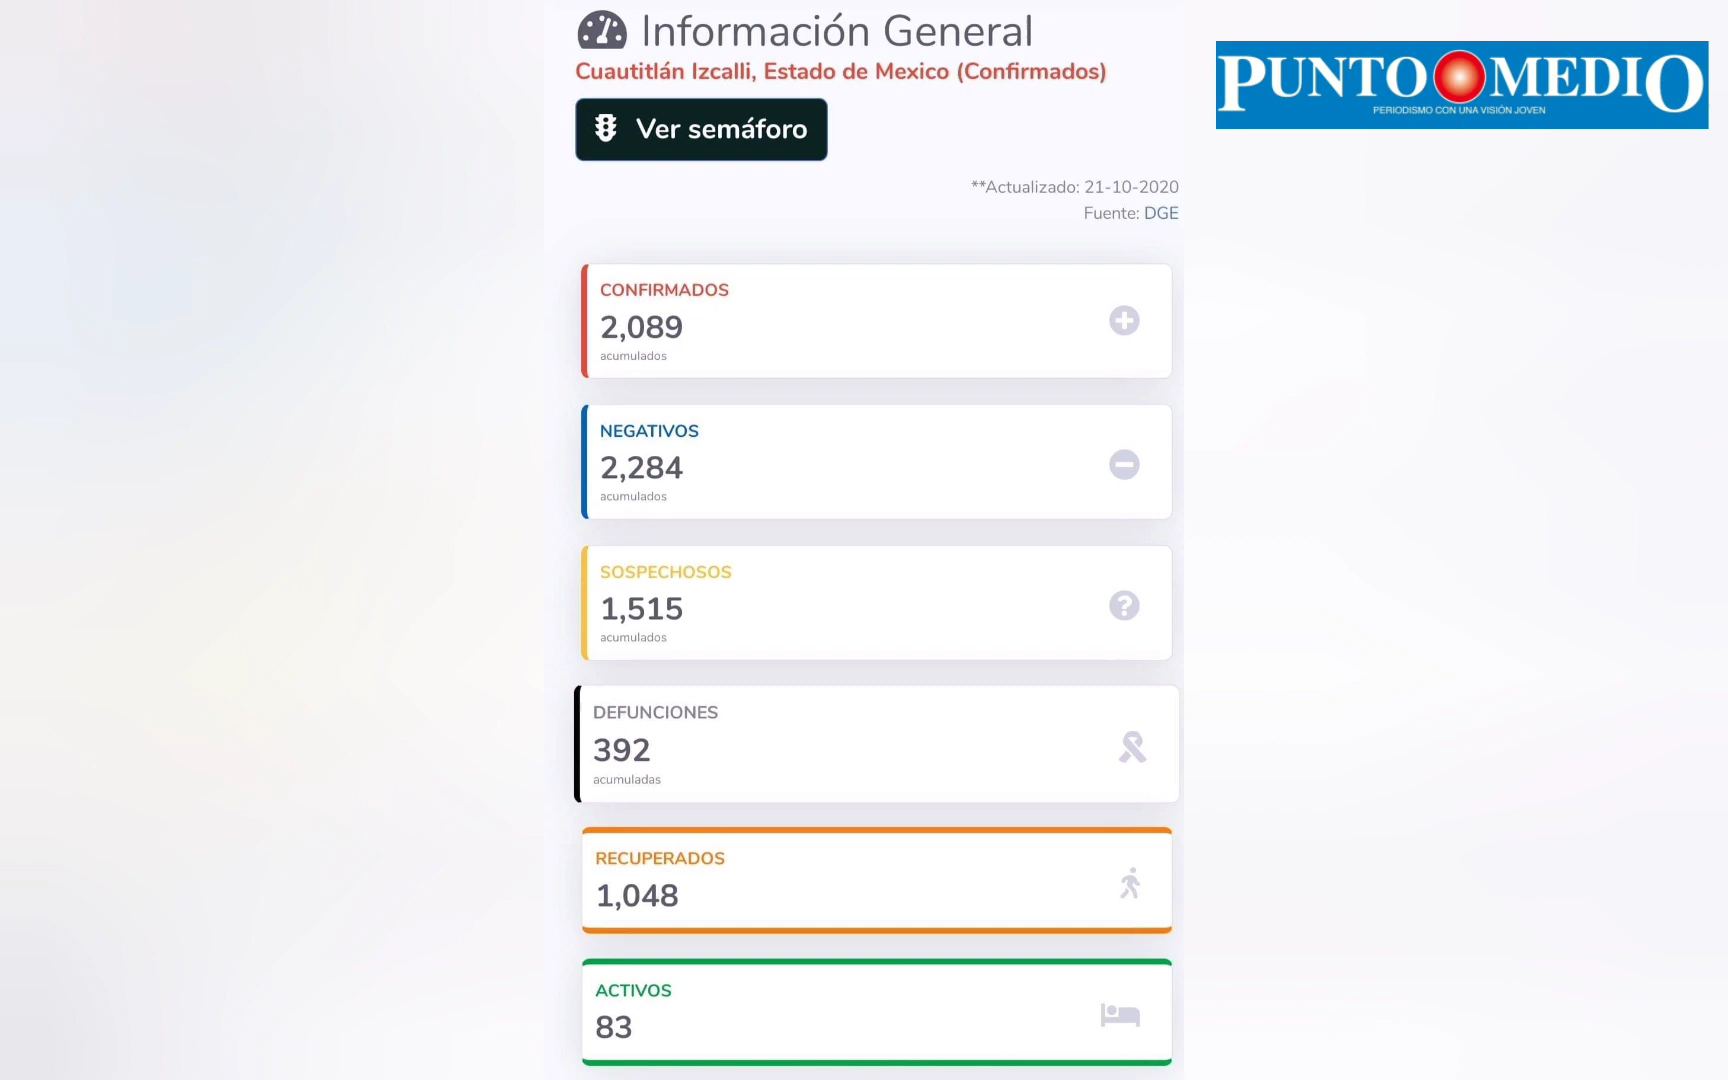 Información General
Cuautitlán Izcalli, Estado de Mexico (Confirmados)
Ver semáforo
PUNTO MEDIO
PERIODISMO CON UNA VISIÓN JOVEN
**Actualizado: 21-10-2020
Fuente: DGE
CONFIRMADOS
2,089
acumulados
NEGATIVOS
2,284
acumulados
SOSPECHOSOS
1,515
acumulados
DEFUNCIONES
392
acumuladas
RECUPERADOS
1,048
ACTIVOS
83